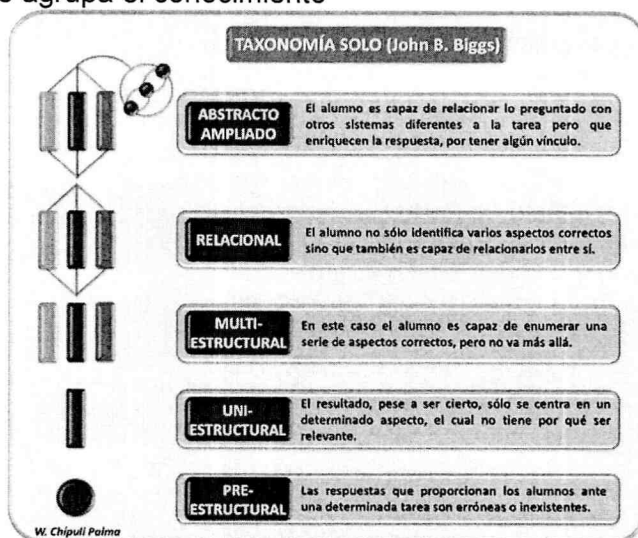 agrupa el conocimiento
TAXONOMÍA SOLO (John B. Biggs)
ABSTRACTO
AMPLIADO
El alumno es capaz de relacionar lo preguntado con
otros sistemas diferentes a la tarea pero que
enriquecen la respuesta, por tener algún vínculo.
RELACIONAL
El alumno no sólo identifica varios aspectos correctos
sino que también es capaz de relacionarlos entre sí.
MULTI-
ESTRUCTURAL
En este caso el alumno es capaz de enumerar una
serie de aspectos correctos, pero no va más allá.
UNI-
ESTRUCTURAL
El resultado, pese a ser cierto, sólo se centra en un
determinado aspecto, el cual no tiene por qué ser
relevante.
PRE-
ESTRUCTURAL
Las respuestas que proporcionan los alumnos ante
una determinada tarea son erróneas o inexistentes.
W. Chipuli Palma